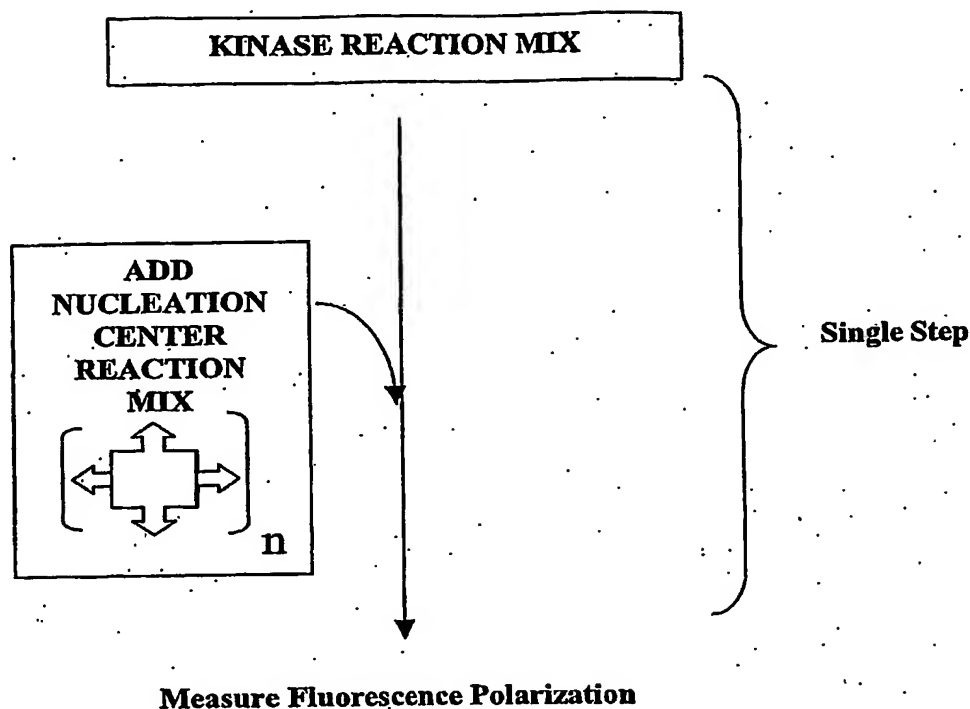 KINASE REACTION MIX
ADD
NUCLEATION
CENTER
REACTION
MIX
n
Single Step
Measure Fluorescence Polarization